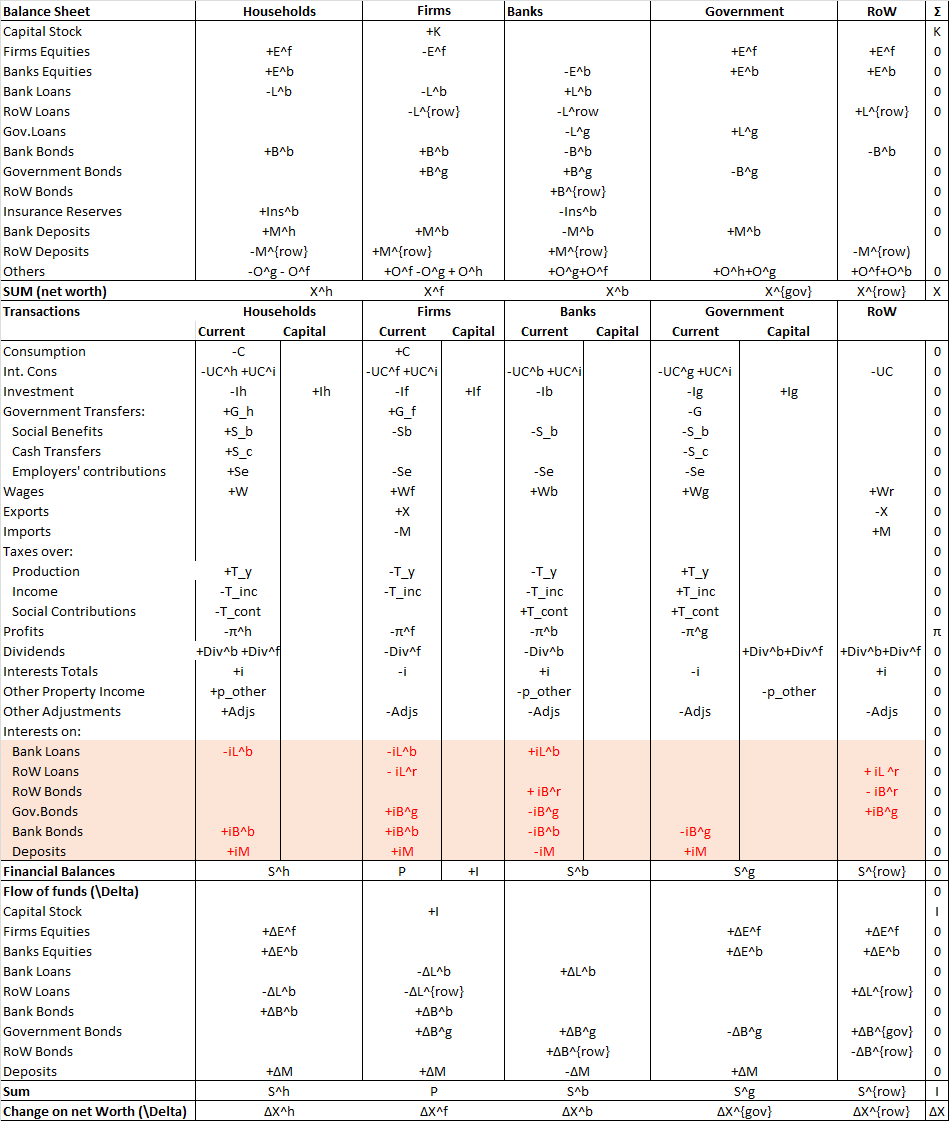 Balance Sheet Households Firms Banks Government RoW Σ
Capital Stock +K K
Firms Equities +E^f -E^f +E^f +E^f 0
Banks Equities +E^b -E^b +E^b +E^b 0
Bank Loans -L^b -L^b +L^b 0
RoW Loans -L^{row} -L^row +L^{row} 0
Gov.Loans -L^g +L^g
Bank Bonds +B^b +B^b -B^b -B^b 0
Government Bonds +B^g +B^g -B^g 0
RoW Bonds +B^{row} 0
Insurance Reserves +Ins^b -Ins^b 0
Bank Deposits +M^h +M^b -M^b +M^b 0
RoW Deposits -M^{row} +M^{row} +M^{row} -M^{row)
Others -O^g - O^f +O^f -O^g + O^h +O^g+O^f +O^h+O^g +O^f+O^b 0
SUM (net worth) X^h X^f X^b X^{gov} X^{row} X
Transactions Households Firms Banks Government RoW
Current Capital Current Capital Current Capital Current Capital
Consumption -C +C 0
Int. Cons -UC^h +UC^i -UC^f +UC^i -UC^b +UC^i -UC^g +UC^i -UC 0
Investment -Ih +Ih -If +If -Ib -Ig +Ig 0
Government Transfers: +G_h +G_f -G 0
Social Benefits +S_b -Sb -S_b -S_b 0
Cash Transfers +S_c -S_c 0
Employers' contributions +Se -Se -Se -Se 0
Wages +W +Wf +Wb +Wg +Wr 0
Exports +X -X 0
Imports -M +M 0
Taxes over: 0
Production +T_y -T_y -T_y +T_y 0
Income -T_inc -T_inc -T_inc +T_inc 0
Social Contributions -T_cont +T_cont +T_cont 0
Profits -π^h -π^f -π^b -π^g π
Dividends +Div^b +Div^f -Div^f -Div^b +Div^b+Div^f +Div^b+Div^f 0
Interests Totals +i -i +i -i +i 0
Other Property Income +p_other -p_other -p_other 0
Other Adjustments +Adjs -Adjs -Adjs -Adjs -Adjs 0
Interests on: 0
Bank Loans -iL^b -iL^b +iL^b 0
RoW Loans - iL^r + iL ^r 0
RoW Bonds + iB^r - iB^r 0
Gov.Bonds +iB^g -iB^g +iB^g 0
Bank Bonds +iB^b +iB^b -iB^b -iB^g 0
Deposits +iM +iM -iM +iM 0
Financial Balances S^h P +I S^b S^g S^{row} 0
Flow of funds (\Delta) 0
Capital Stock +I I
Firms Equities +ΔE^f +ΔE^f +ΔE^f 0
Banks Equities +ΔE^b +ΔE^b +ΔE^b 0
Bank Loans -ΔL^b +ΔL^b 0
RoW Loans -ΔL^b -ΔL^{row} +ΔL^{row} 0
Bank Bonds +ΔB^b +ΔB^b 0
Government Bonds +ΔB^g +ΔB^g -ΔB^g +ΔB^{gov} 0
RoW Bonds +ΔB^{row} -ΔB^{row} 0
Deposits +ΔM +ΔM -ΔM +ΔM 0
Sum S^h P S^b S^g S^{row} I
Change on net Worth (\Delta) ΔX^h ΔX^f ΔX^b ΔX^{gov} ΔX^{row} ΔX